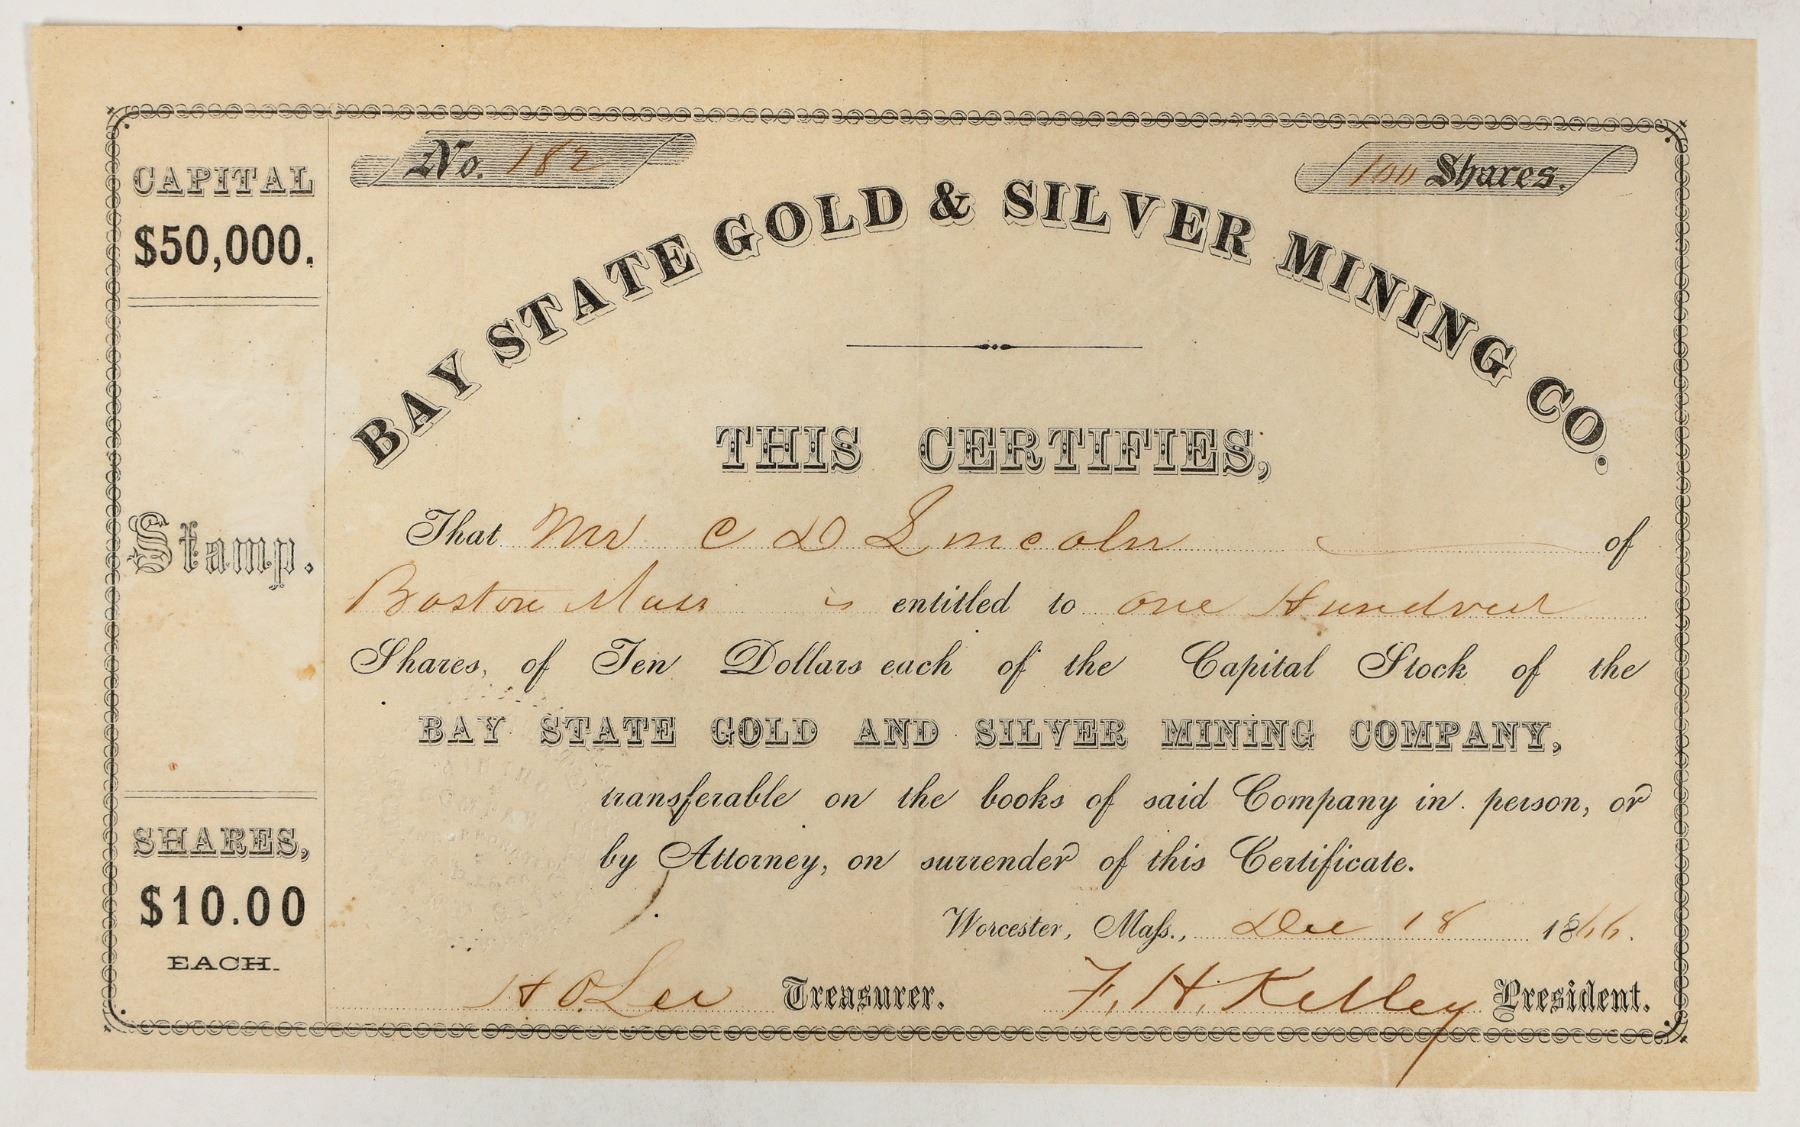 CAPITAL
$50,000.
Stamp.
SHARES,
$10.00
EACH.
No. 182
100 Shares.
BAY STATE GOLD & SILVER MINING CO.
THIS CERTIFIES,
That Mr C D Lincoln of
Boston Mass is entitled to One Hundred
Shares, of Ten Dollars each of the Capital Stock of the
BAY STATE GOLD AND SILVER MINING COMPANY,
transferable on the books of said Company in person, or
by Attorney, on surrender of this Certificate.
Worcester, Mass., Dec 18 1866.
H O. Lee Treasurer. F. H. Kelley President.